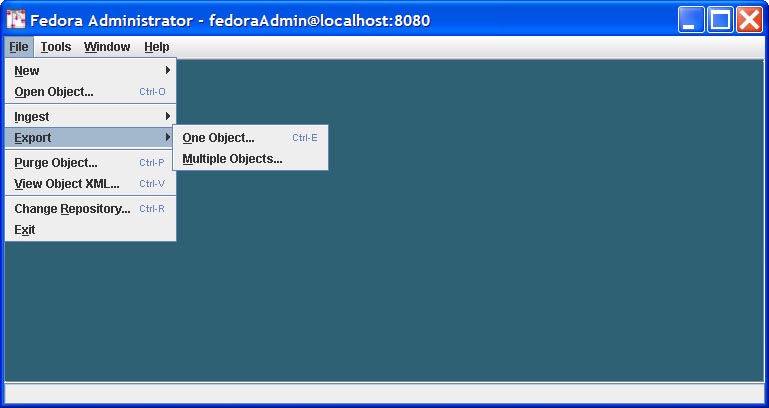 Fedora Administrator - fedoraAdmin@localhost:8080
File Tools Window Help
New
Open Object... Ctrl-O
Ingest
Export
One Object... Ctrl-E
Multiple Objects...
Purge Object... Ctrl-P
View Object XML... Ctrl-V
Change Repository... Ctrl-R
Exit